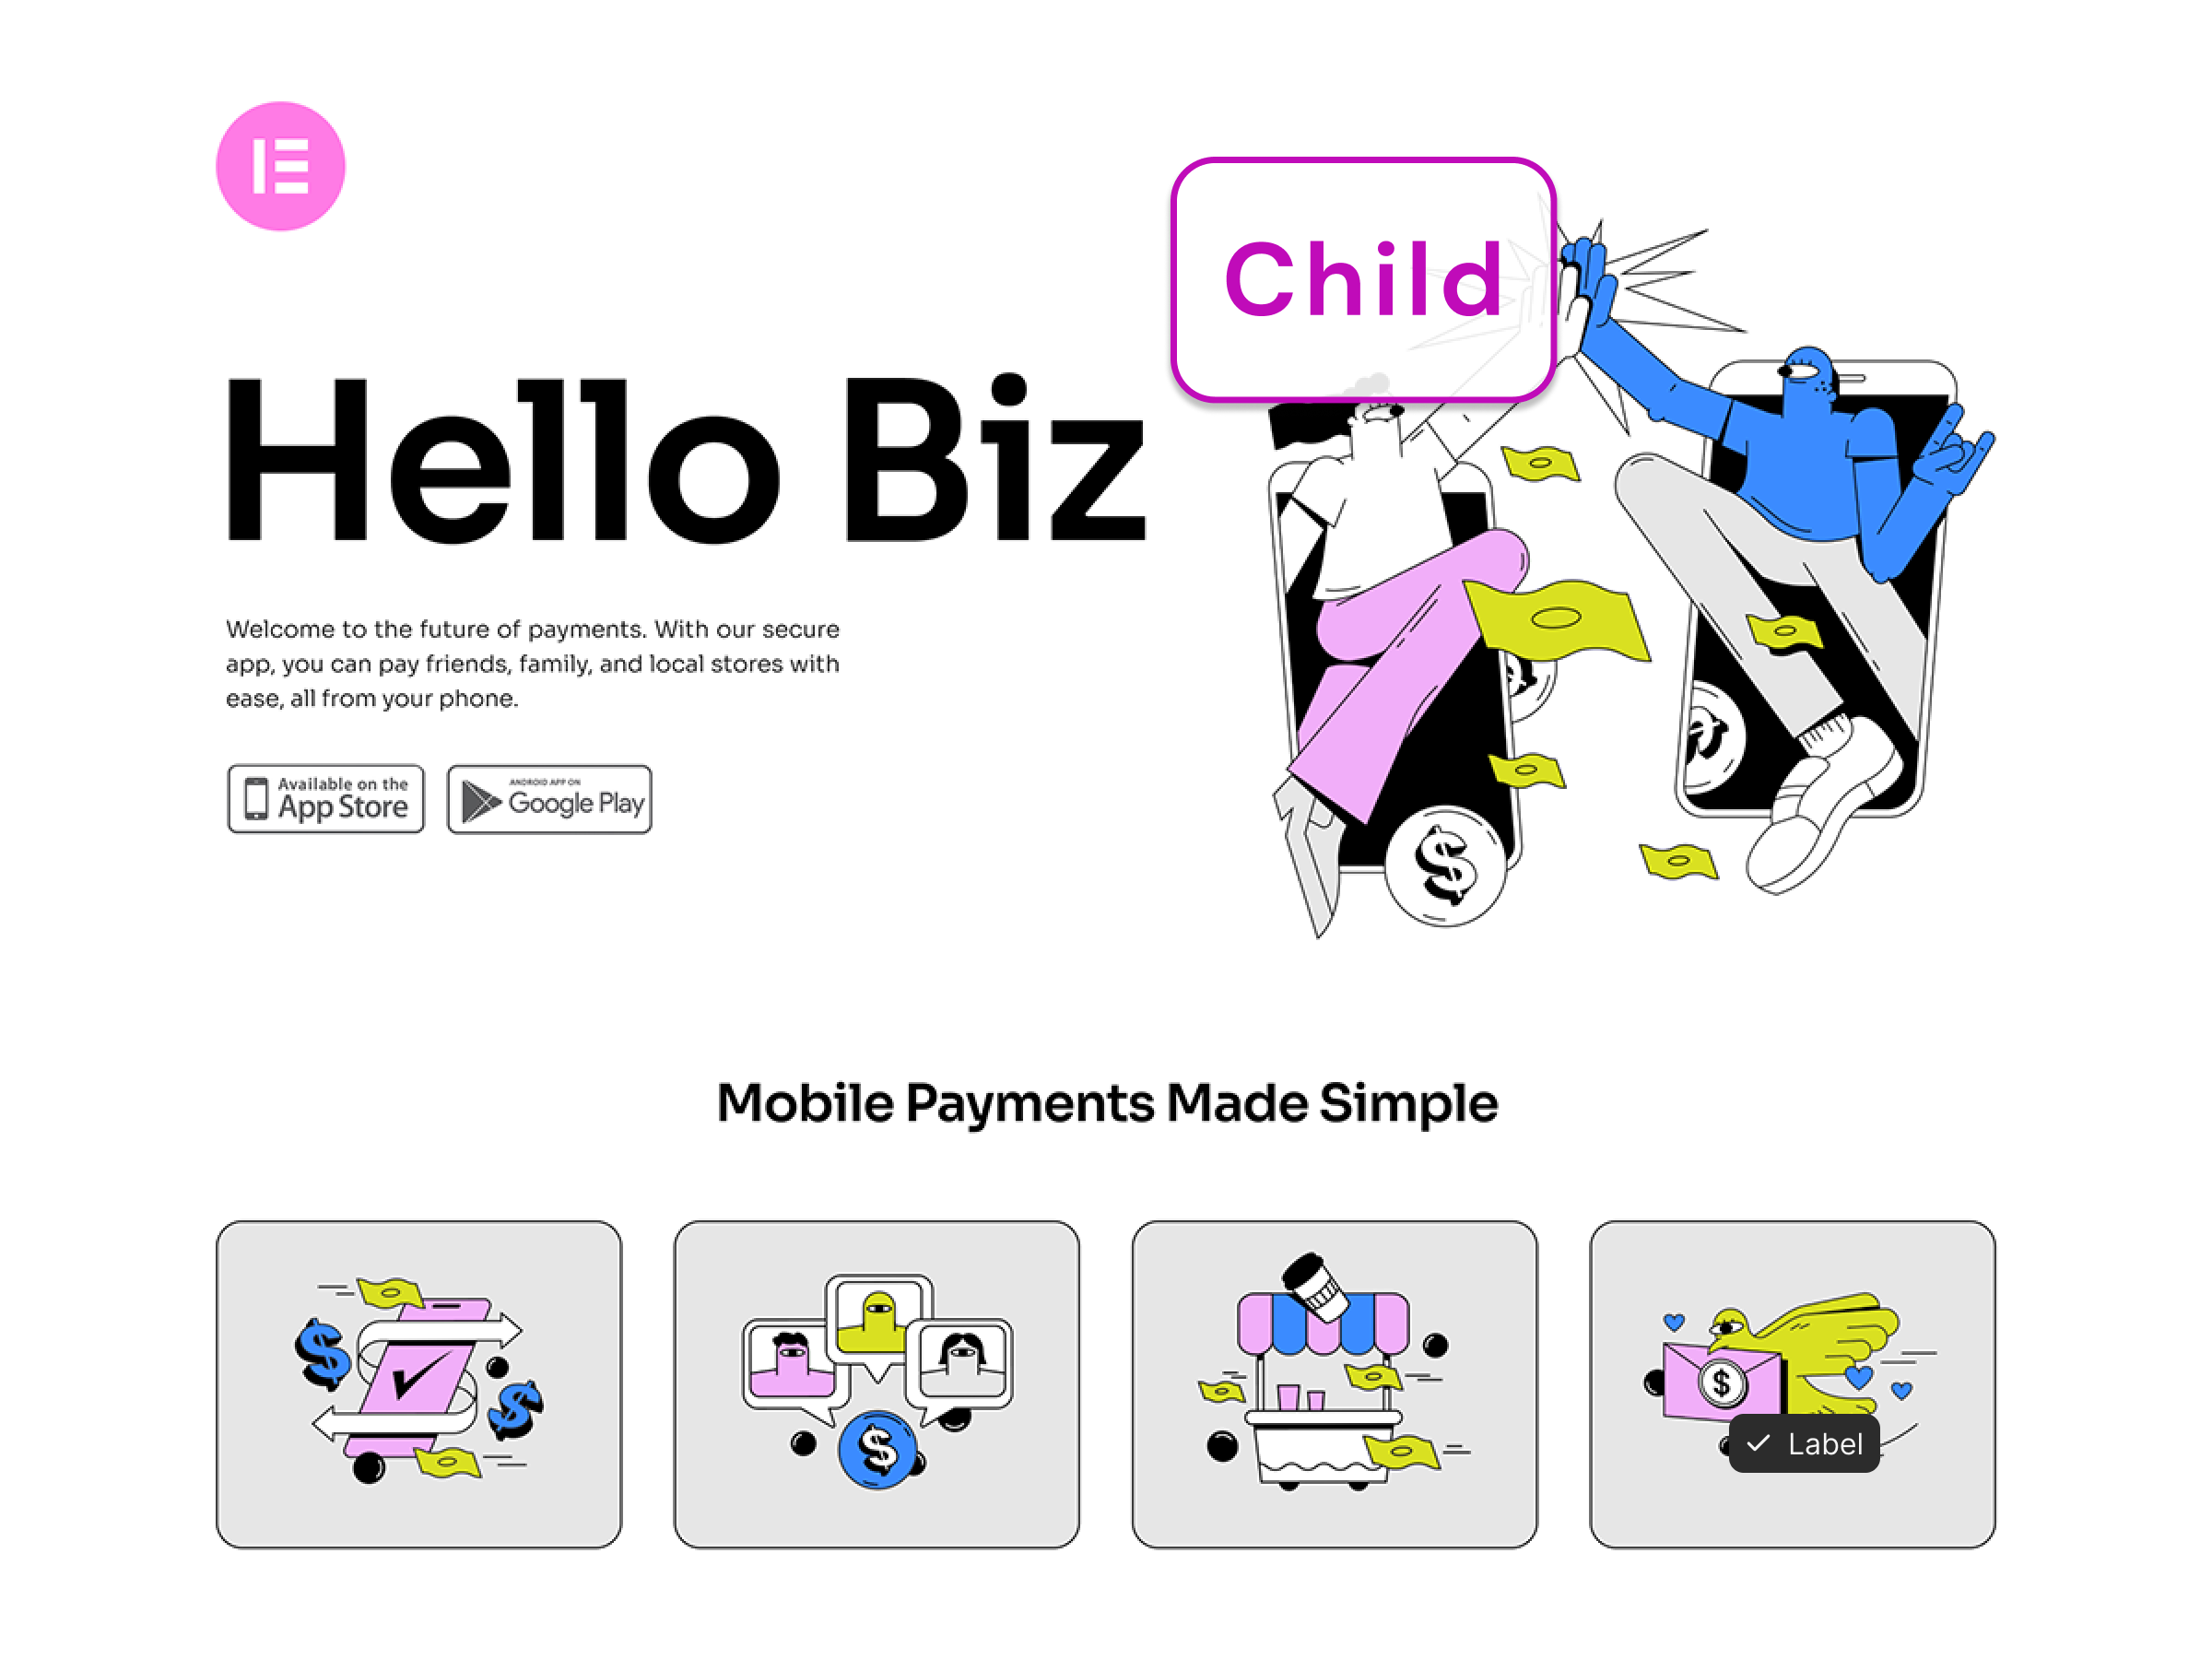 Child
Hello Biz
Welcome to the future of payments. With our secure
app, you can pay friends, family, and local stores with
ease, all from your phone.
Available on the
App Store
ANDROID APP ON
Google Play
$
Mobile Payments Made Simple
$
$
$
$
Label